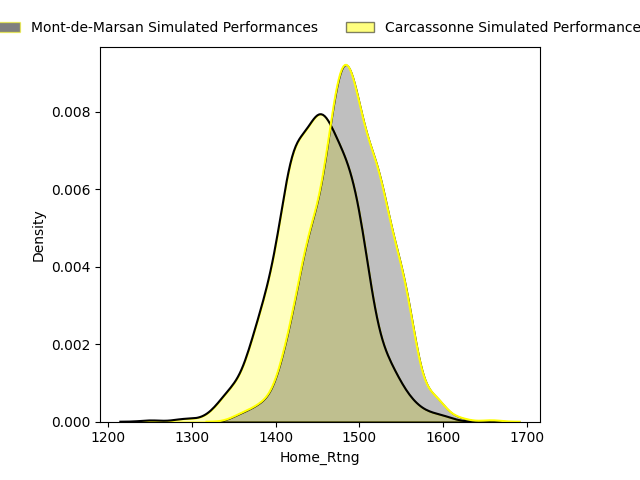 Mont-de-Marsan Simulated Performances
Carcassonne Simulated Performance
Density
0.008
0.006
0.004
0.002
0.000
1200 1300 1400 1500 1600 1700
Home_Rtng